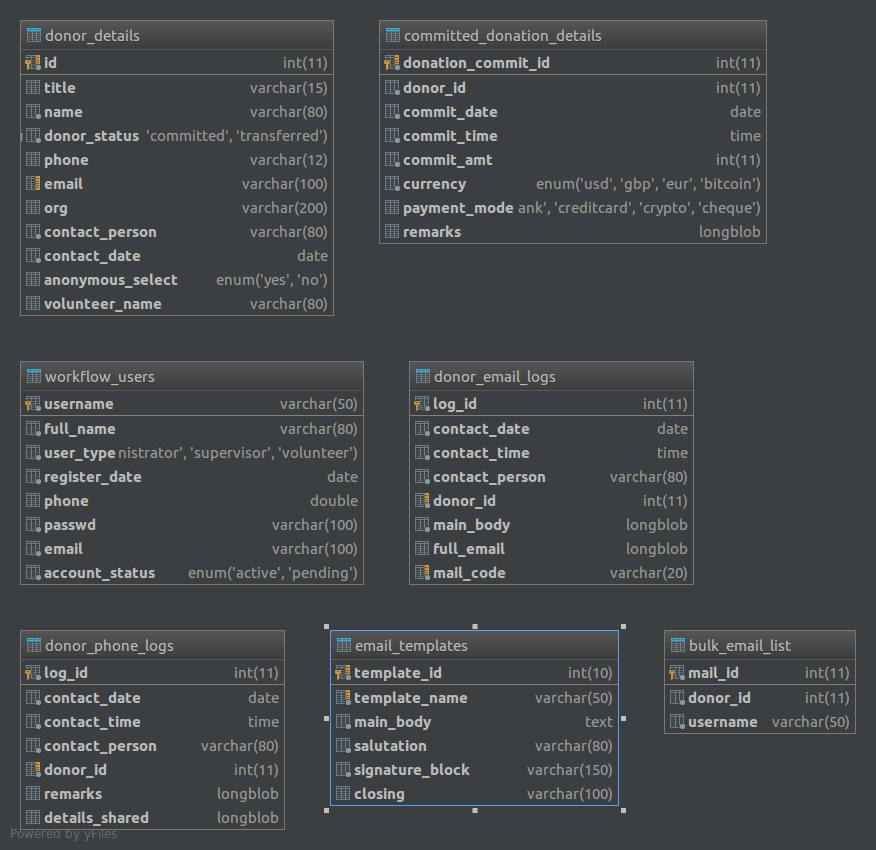 donor_details
id int(11)
title varchar(15)
name varchar(80)
donor_status 'committed', 'transferred')
phone varchar(12)
email varchar(100)
org varchar(200)
contact_person varchar(80)
contact_date date
anonymous_select enum('yes', 'no')
volunteer_name varchar(80)
committed_donation_details
donation_commit_id int(11)
donor_id int(11)
commit_date date
commit_time time
commit_amt int(11)
currency enum('usd', 'gbp', 'eur', 'bitcoin')
payment_mode ank', 'creditcard', 'crypto', 'cheque')
remarks longblob
workflow_users
username varchar(50)
full_name varchar(80)
user_type nistrator', 'supervisor', 'volunteer')
register_date date
phone double
passwd varchar(100)
email varchar(100)
account_status enum('active', 'pending')
donor_email_logs
log_id int(11)
contact_date date
contact_time time
contact_person varchar(80)
donor_id int(11)
main_body longblob
full_email longblob
mail_code varchar(20)
donor_phone_logs
log_id int(11)
contact_date date
contact_time time
contact_person varchar(80)
donor_id int(11)
remarks longblob
details_shared longblob
email_templates
template_id int(10)
template_name varchar(50)
main_body text
salutation varchar(80)
signature_block varchar(150)
closing varchar(100)
bulk_email_list
mail_id int(11)
donor_id int(11)
username varchar(50)
Powered by yFiles